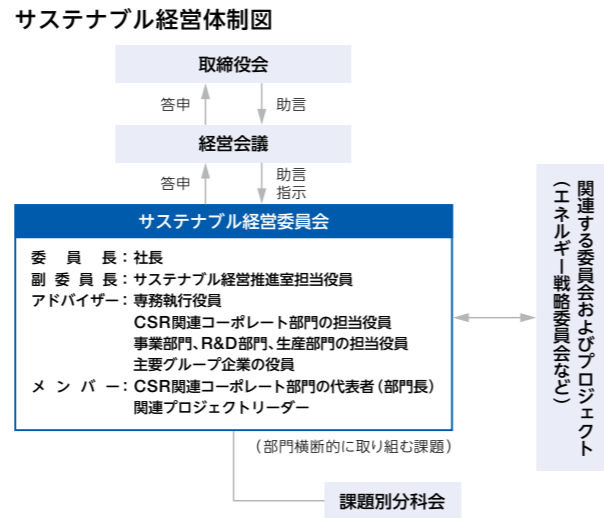 サステナブル経営体制図
取締役会
答申
助言
経営会議
答申
助言
指示
サステナブル経営委員会
委員長：社長
副委員長：サステナブル経営推進室担当役員
アドバイザー：専務執行役員
CSR関連コーポレート部門の担当役員
事業部門、R&D部門、生産部門の担当役員
主要グループ企業の役員
メンバー：CSR関連コーポレート部門の代表者（部門長）
関連プロジェクトリーダー
関連する委員会およびプロジェクト
（エネルギー戦略委員会など）
（部門横断的に取り組む課題）
課題別分科会